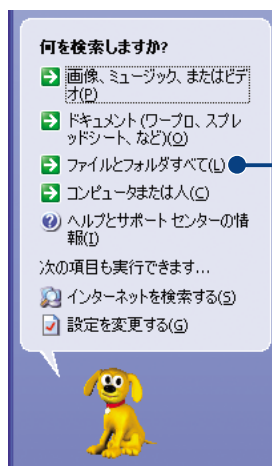 何を検索しますか?
画像、ミュージック、またはビデ
オ(P)
ドキュメント (ワープロ、スプレ
ッドシート、など)(O)
ファイルとフォルダすべて(L)
コンピュータまたは人(C)
ヘルプとサポート センターの情
報(I)
次の項目も実行できます...
インターネットを検索する(S)
設定を変更する(G)